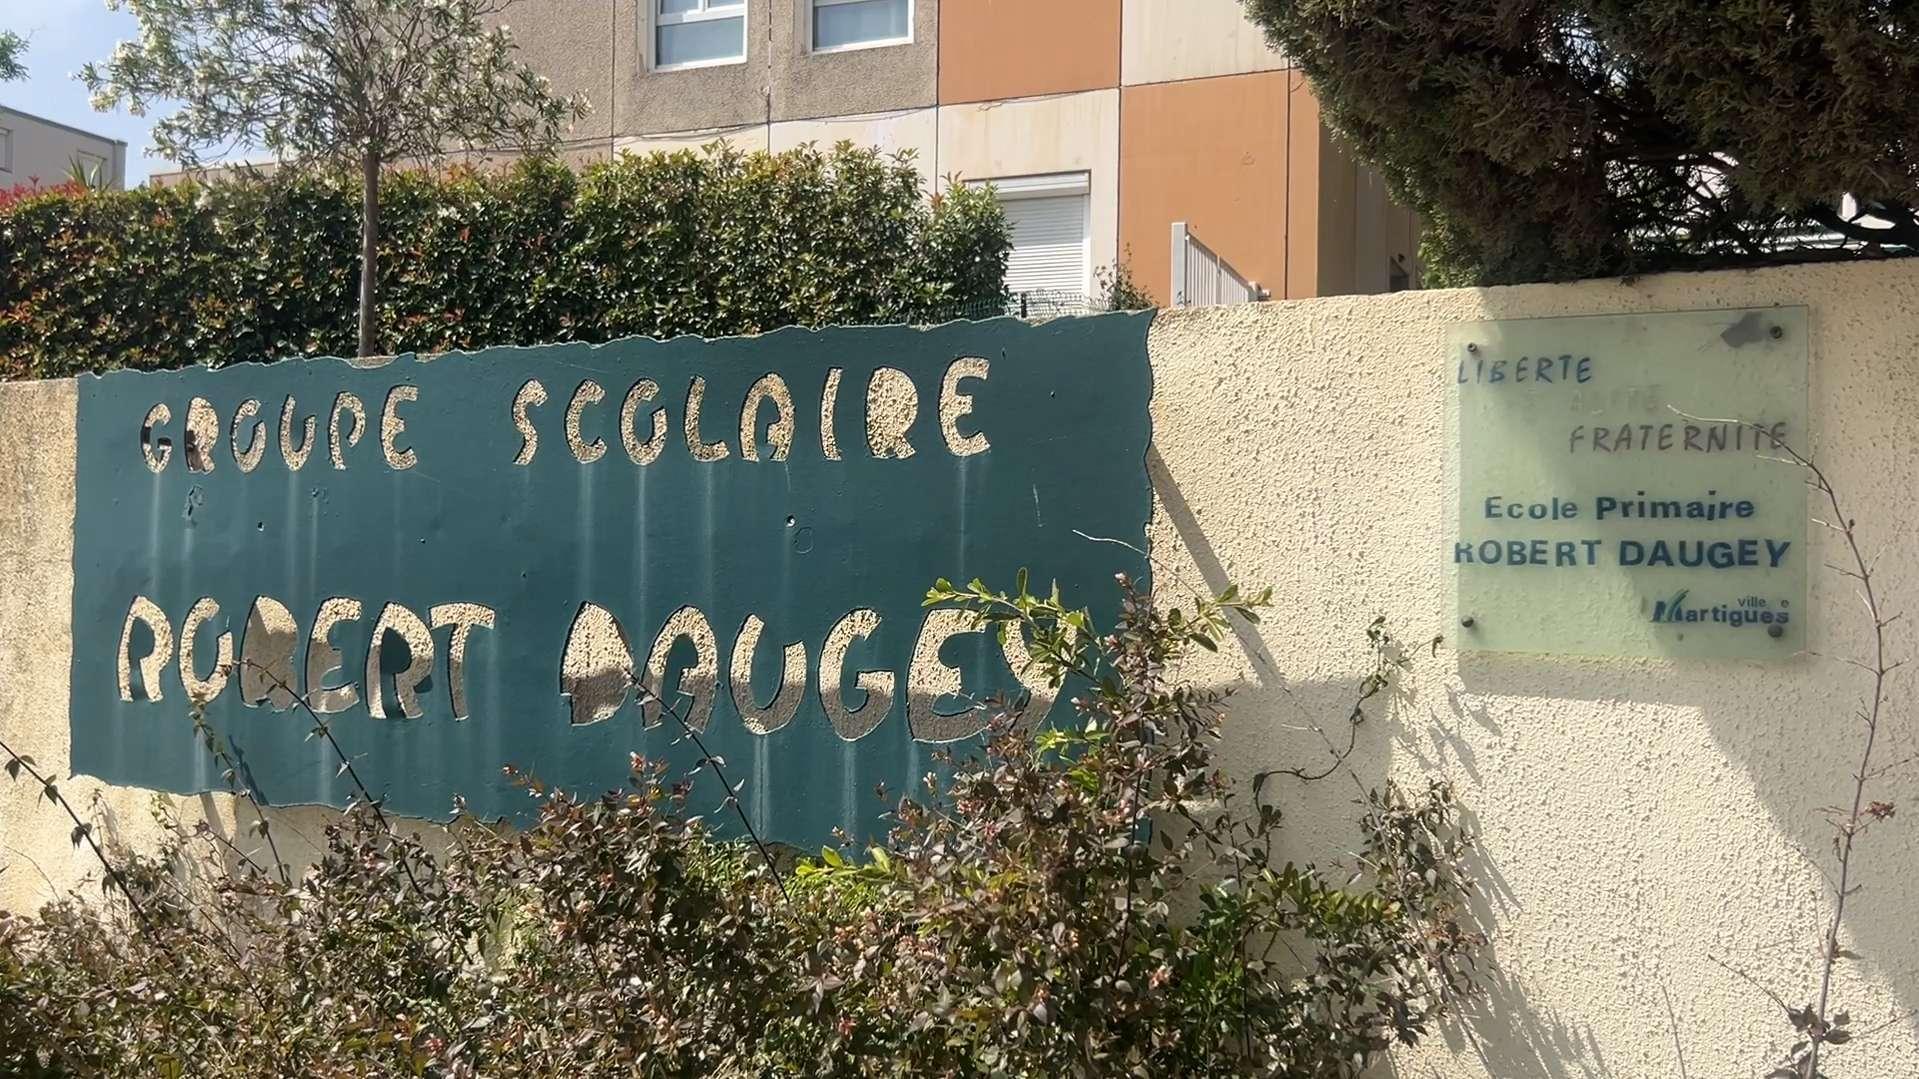 GROUPE SCOLAIRE
ROBERT DAUGEY
LIBERTE
FRATERNITE
Ecole Primaire
ROBERT DAUGEY
ville
Martigues